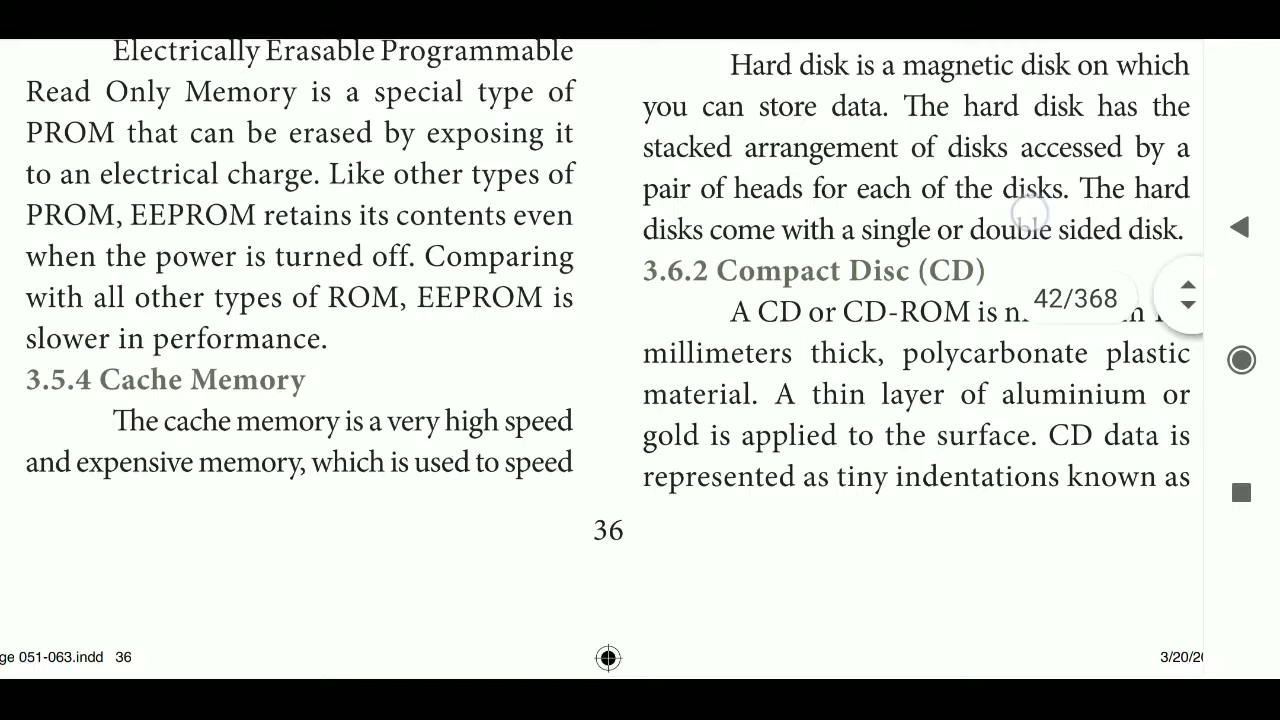 Electrically Erasable Programmable
Read Only Memory is a special type of
PROM that can be erased by exposing it
to an electrical charge. Like other types of
PROM, EEPROM retains its contents even
when the power is turned off. Comparing
with all other types of ROM, EEPROM is
slower in performance.
3.5.4 Cache Memory
The cache memory is a very high speed
and expensive memory, which is used to speed
Hard disk is a magnetic disk on which
you can store data. The hard disk has the
stacked arrangement of disks accessed by a
pair of heads for each of the disks. The hard
disks come with a single or double sided disk.
3.6.2 Compact Disc (CD)
A CD or CD-ROM is
42/368
millimeters thick, polycarbonate plastic
material. A thin layer of aluminium or
gold is applied to the surface. CD data is
represented as tiny indentations known as
36
ge 051-063.indd 36
3/20/20